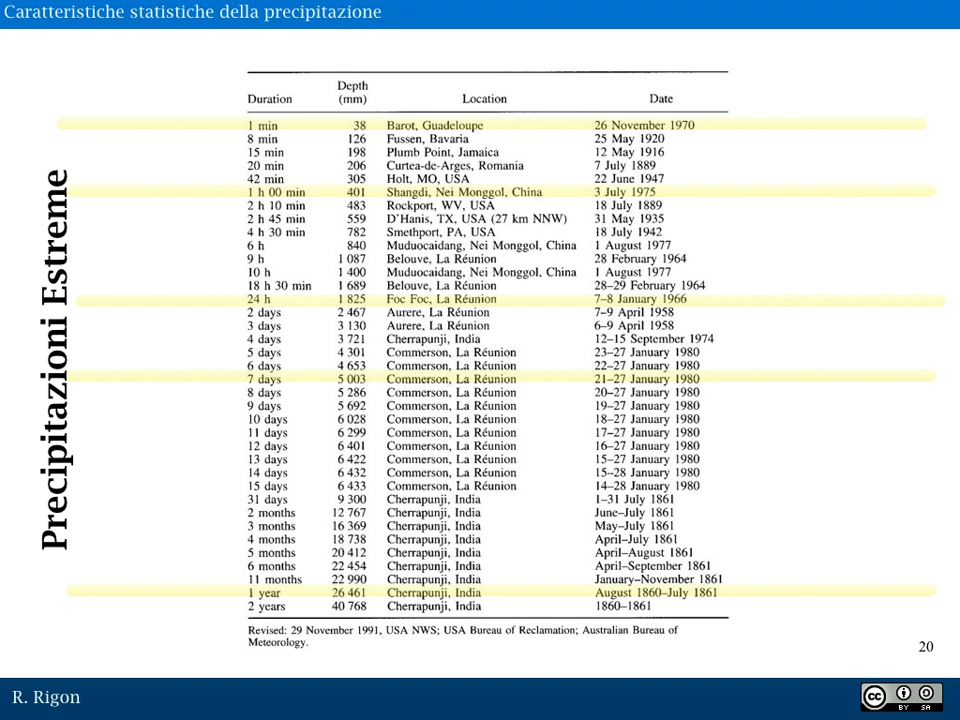 Caratteristiche statistiche della precipitazione
Precipitazioni Estreme
Duration Depth (mm) Location Date
1 min 38 Barot, Guadeloupe 26 November 1970
8 min 126 Fussen, Bavaria 25 May 1920
15 min 198 Plumb Point, Jamaica 12 May 1916
20 min 206 Curtea-de-Arges, Romania 7 July 1889
42 min 305 Holt, MO, USA 22 June 1947
1 h 00 min 401 Shangdi, Nei Monggol, China 3 July 1975
2 h 10 min 483 Rockport, WV, USA 18 July 1889
2 h 45 min 559 D'Hanis, TX, USA (27 km NNW) 31 May 1935
4 h 30 min 782 Smethport, PA, USA 18 July 1942
6 h 840 Muduocaidang, Nei Monggol, China 1 August 1977
9 h 1 087 Belouve, La Réunion 28 February 1964
10 h 1 400 Muduocaidang, Nei Monggol, China 1 August 1977
18 h 30 min 1 689 Belouve, La Réunion 28–29 February 1964
24 h 1 825 Foc Foc, La Réunion 7–8 January 1966
2 days 2 467 Aurere, La Réunion 7–9 April 1958
3 days 3 130 Aurere, La Réunion 6–9 April 1958
4 days 3 721 Cherrapunji, India 12–15 September 1974
5 days 4 301 Commerson, La Réunion 23–27 January 1980
6 days 4 653 Commerson, La Réunion 22–27 January 1980
7 days 5 003 Commerson, La Réunion 21–27 January 1980
8 days 5 286 Commerson, La Réunion 20–27 January 1980
9 days 5 692 Commerson, La Réunion 19–27 January 1980
10 days 6 028 Commerson, La Réunion 18–27 January 1980
11 days 6 299 Commerson, La Réunion 17–27 January 1980
12 days 6 401 Commerson, La Réunion 16–27 January 1980
13 days 6 422 Commerson, La Réunion 15–27 January 1980
14 days 6 432 Commerson, La Réunion 15–28 January 1980
15 days 6 433 Commerson, La Réunion 14–28 January 1980
31 days 9 300 Cherrapunji, India 1–31 July 1861
2 months 12 767 Cherrapunji, India June–July 1861
3 months 16 369 Cherrapunji, India May–July 1861
4 months 18 738 Cherrapunji, India April–July 1861
5 months 20 412 Cherrapunji, India April–August 1861
6 months 22 454 Cherrapunji, India April–September 1861
11 months 22 990 Cherrapunji, India January–November 1861
1 year 26 461 Cherrapunji, India August 1860–July 1861
2 years 40 768 Cherrapunji, India 1860–1861
Revised: 29 November 1991, USA NWS; USA Bureau of Reclamation; Australian Bureau of
Meteorology.
20
R. Rigon
cc BY SA